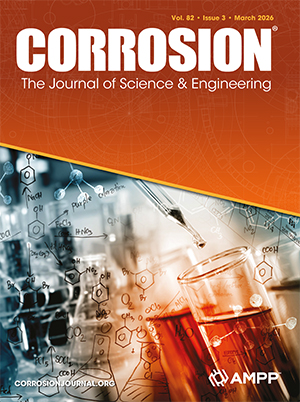 Vol. 82 • Issue 3 • March 2026
CORROSION®
The Journal of Science & Engineering
CORROSIONJOURNAL.ORG
AMPP